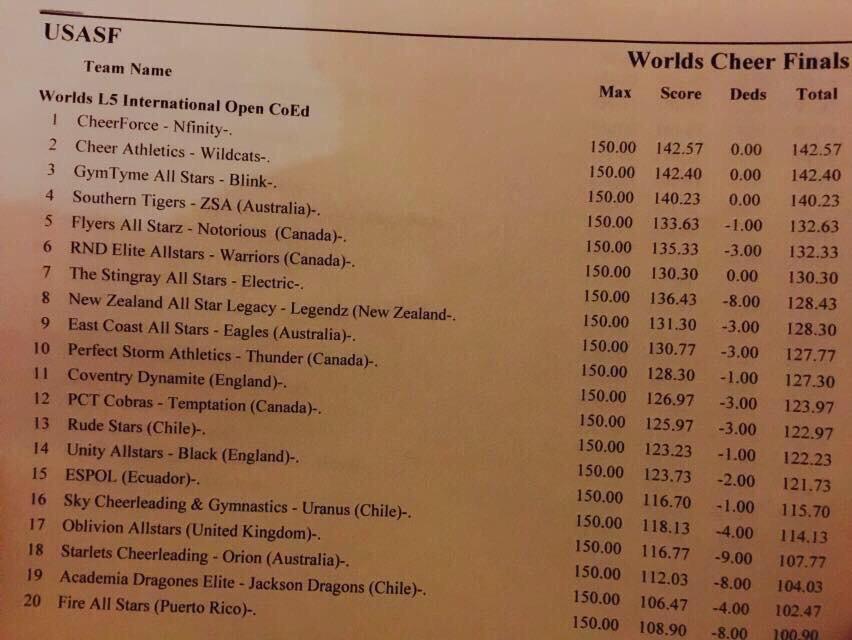 USASF
Worlds Cheer Finals
Team Name Max Score Deds Total
Worlds L5 International Open CoEd
1 CheerForce - Nfinity-. 150.00 142.57 0.00 142.57
2 Cheer Athletics - Wildcats-. 150.00 142.40 0.00 142.40
3 GymTyme All Stars - Blink-. 150.00 140.23 0.00 140.23
4 Southern Tigers - ZSA (Australia)-. 150.00 133.63 -1.00 132.63
5 Flyers All Starz - Notorious (Canada)-. 150.00 135.33 -3.00 132.33
6 RND Elite Allstars - Warriors (Canada)-. 150.00 130.30 0.00 130.30
7 The Stingray All Stars - Electric-. 150.00 136.43 -8.00 128.43
8 New Zealand All Star Legacy - Legendz (New Zealand-. 150.00 131.30 -3.00 128.30
9 East Coast All Stars - Eagles (Australia)-. 150.00 130.77 -3.00 127.77
10 Perfect Storm Athletics - Thunder (Canada)-. 150.00 128.30 -1.00 127.30
11 Coventry Dynamite (England)-. 150.00 126.97 -3.00 123.97
12 PCT Cobras - Temptation (Canada)-. 150.00 125.97 -3.00 122.97
13 Rude Stars (Chile)-. 150.00 123.23 -1.00 122.23
14 Unity Allstars - Black (England)-. 150.00 123.73 -2.00 121.73
15 ESPOL (Ecuador)-. 150.00 116.70 -1.00 115.70
16 Sky Cheerleading & Gymnastics - Uranus (Chile)-. 150.00 118.13 -4.00 114.13
17 Oblivion Allstars (United Kingdom)-. 150.00 116.77 -9.00 107.77
18 Starlets Cheerleading - Orion (Australia)-. 150.00 112.03 -8.00 104.03
19 Academia Dragones Elite - Jackson Dragons (Chile)-. 150.00 106.47 -4.00 102.47
20 Fire All Stars (Puerto Rico)-. 150.00 108.90 -8.00 100.90